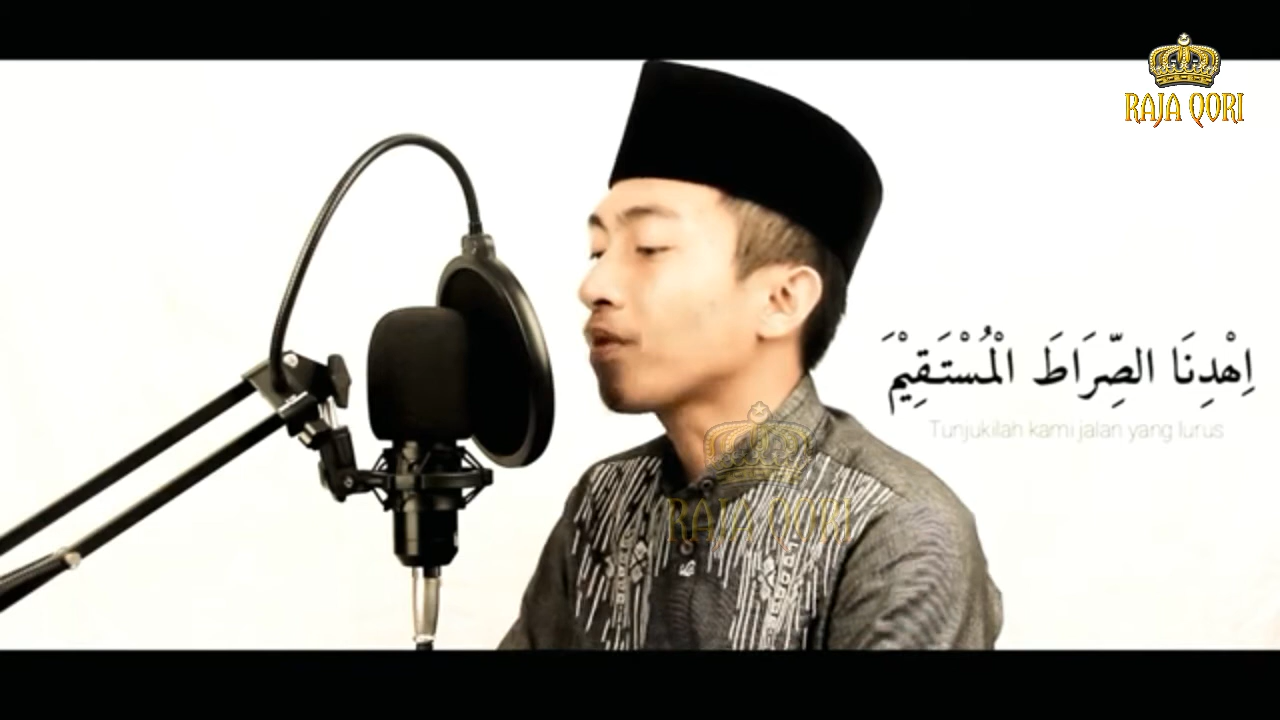 RAJA QORI
اِهْدِنَا الصِّرَاطَ الْمُسْتَقِيْمَ
Tunjukilah kami jalan yang lurus
RAJA QORI